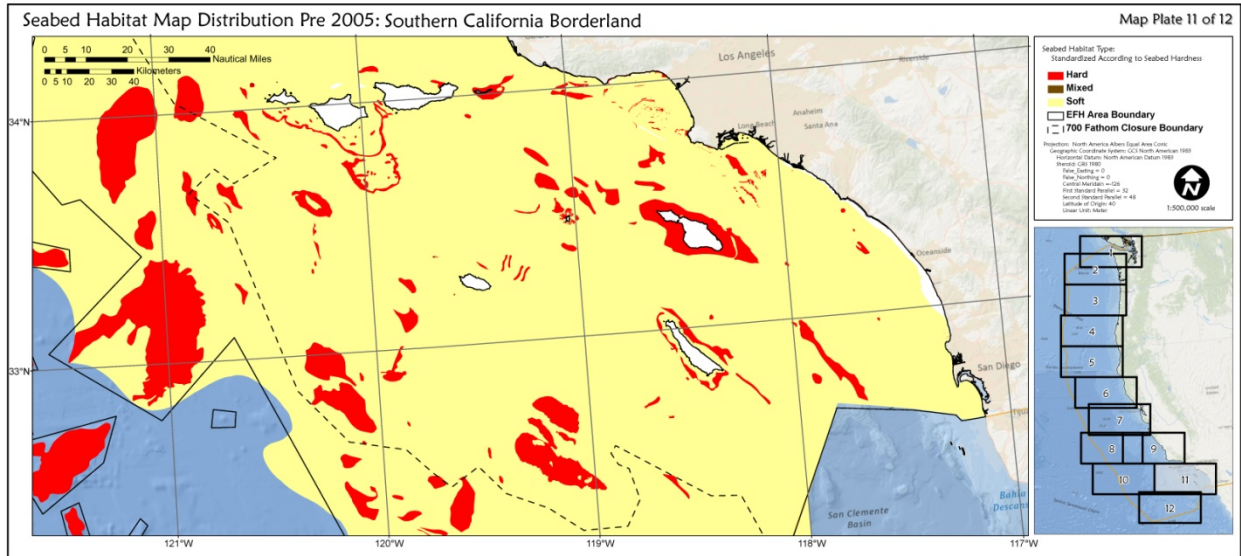 Seabed Habitat Map Distribution Pre 2005: Southern California Borderland
Map Plate 11 of 12
0 5 10 20 30 40
Nautical Miles
Kilometers
0 5 10 20 30 40
34°N
33°N
121°W
120°W
119°W
118°W
117°W
Los Angeles
Riverside
Anaheim
Long Beach
Santa Ana
Oceanside
San Diego
San Clemente
Basin
Bahia
Descans
Seabed Habitat Type:
Standardized According to Seabed Hardness
Hard
Mixed
Soft
EFH Area Boundary
700 Fathom Closure Boundary
Projection: North America Albers Equal Area Conic
Geographic Coordinate System: GCS North American 1983
Horizontal Datum: North American Datum 1983
Spheroid: GRS 1980
False_Easting = 0
False_Northing = 0
Central Meridain =-126
First Standard Parallel = 32
Second Standard Parallel = 48
Latitude of Origin: 40
Linear Unit: Meter
N
1:500,000 scale
1
2
3
4
5
6
7
8
9
10
11
12